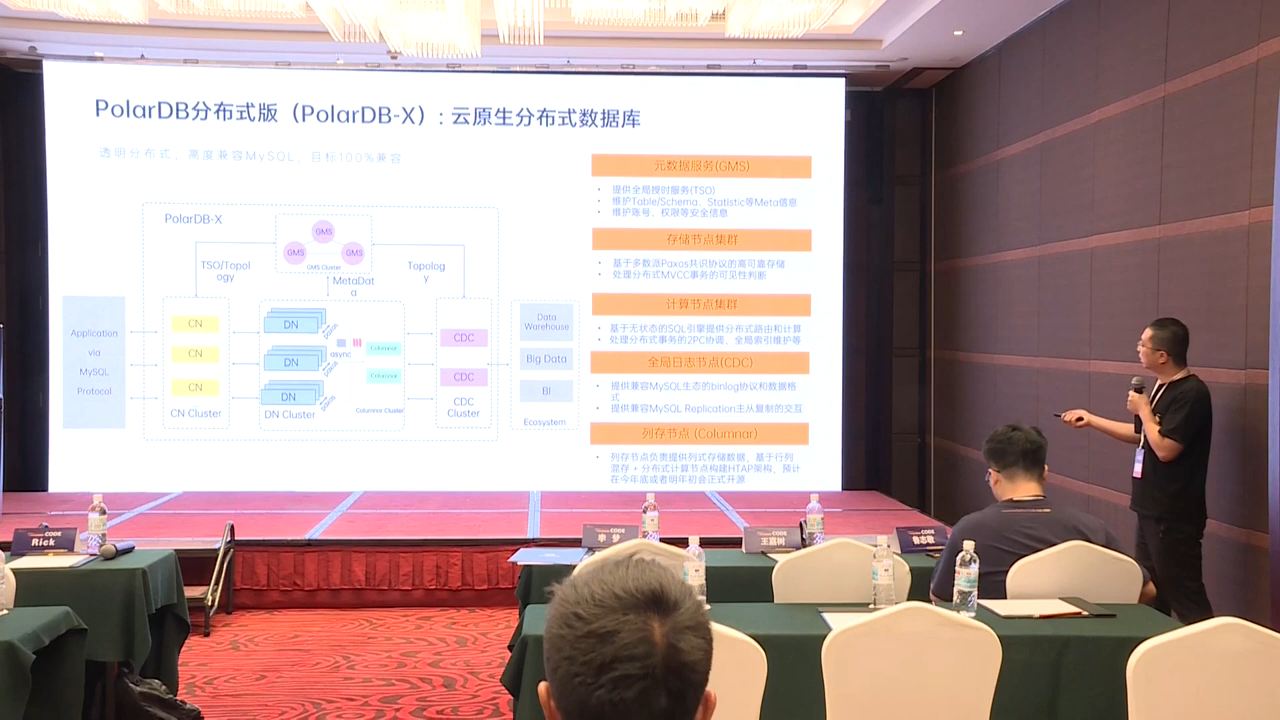 PolarDB分布式版（PolarDB-X）: 云原生分布式数据库
透明分布式，高度兼容MySQL，目标100%兼容
PolarDB-X
GMS
GMS
GMS
GMS Cluster
TSO/Topol
ogy
MetaDat
a
Topolog
y
Application
via
MySQL
Protocol
CN
CN
CN
CN Cluster
DN
DN
DN
DN Cluster
paxos
paxos
paxos
async
Columnar
Columnar
Columnar Cluster
CDC
CDC
CDC
Cluster
Data
Warehouse
Big Data
BI
Ecosystem
元数据服务(GMS)
• 提供全局授时服务(TSO)
• 维护Table/Schema、Statistic等Meta信息
• 维护账号、权限等安全信息
存储节点集群
• 基于多数派Paxos共识协议的高可靠存储
• 处理分布式MVCC事务的可见性判断
计算节点集群
• 基于无状态的SQL引擎提供分布式路由和计算
• 处理分布式事务的2PC协调、全局索引维护等
全局日志节点(CDC)
• 提供兼容MySQL生态的binlog协议和数据格
式
• 提供兼容MySQL Replication主从复制的交互
列存节点 (Columnar)
• 列存节点负责提供列式存储数据，基于行列
混存 + 分布式计算节点构建HTAP架构，预计
在今年底或者明年初会正式开源
CODE
Rick
CODE
李梦
CODE
王嘉树
CODE
鲁志敬